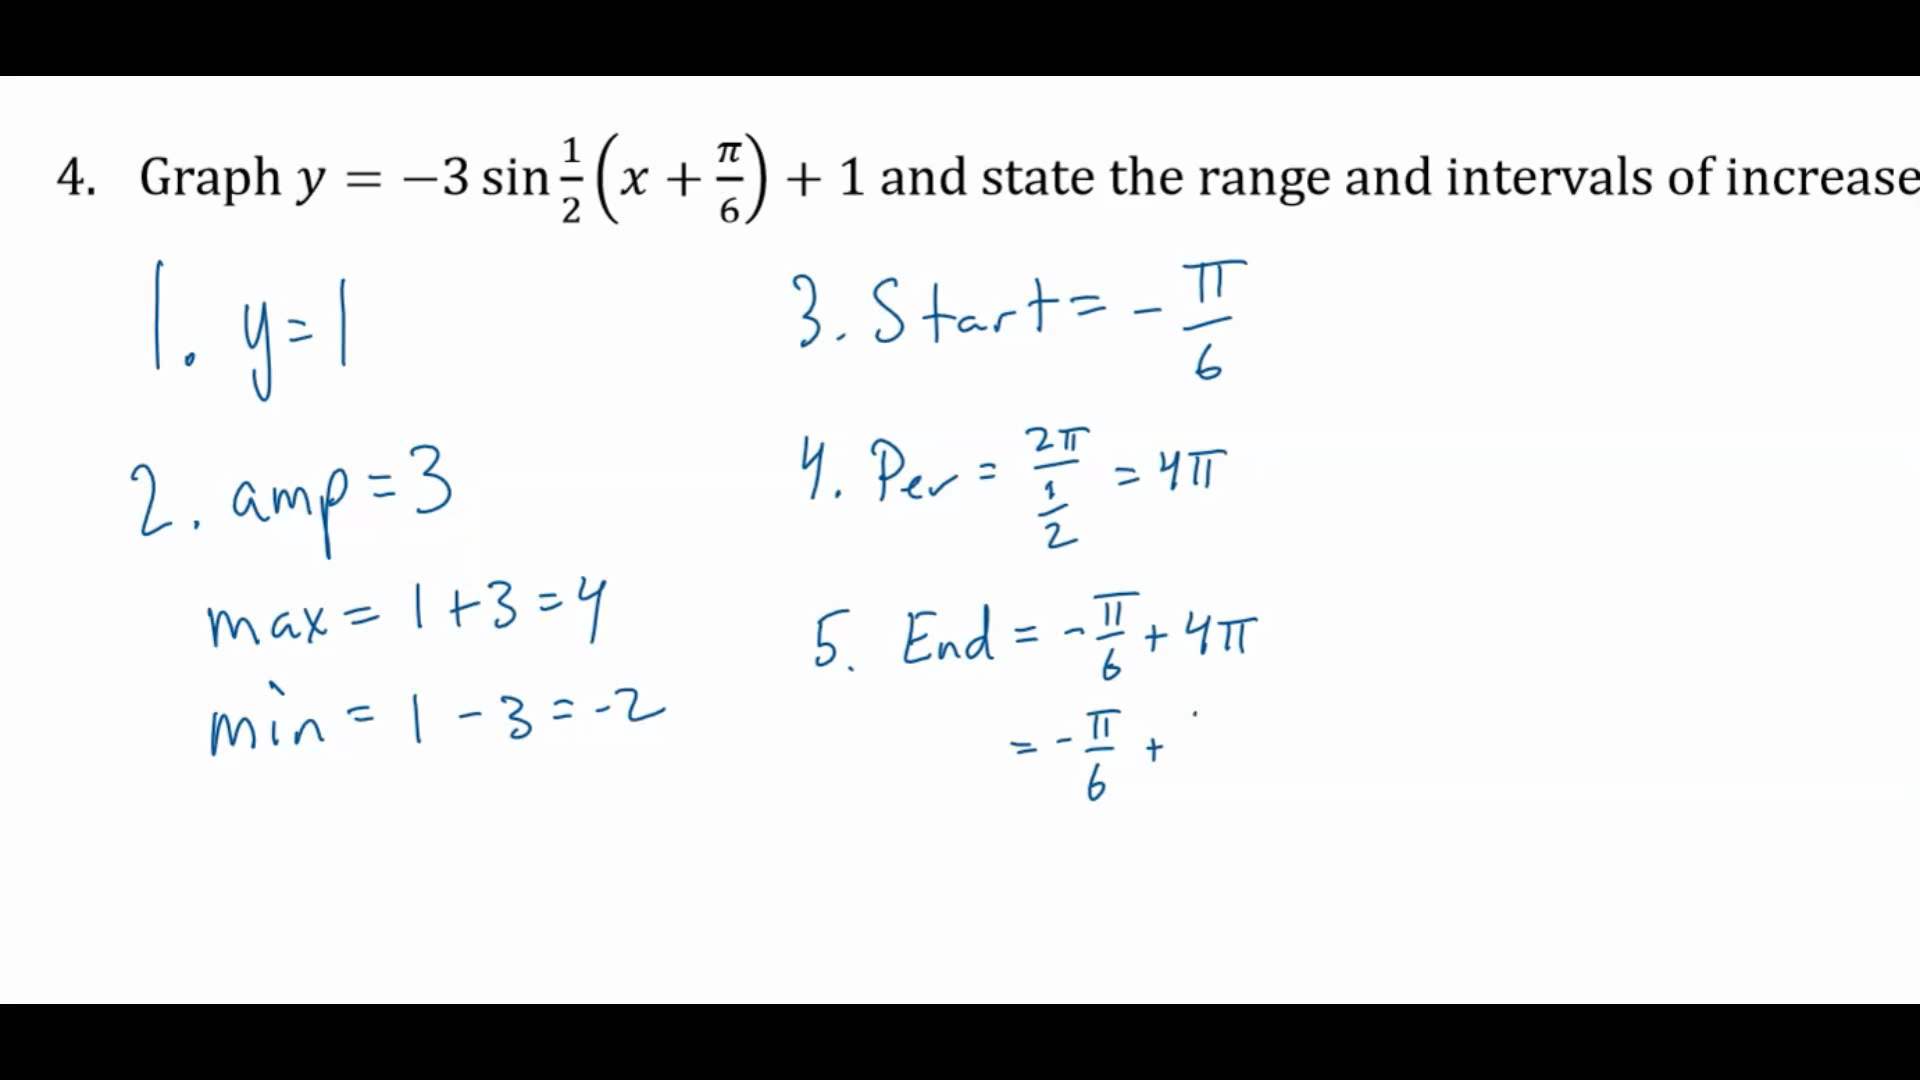 4. Graph y = −3 sin 1/2 (x + π/6) + 1 and state the range and intervals of increase
1. y = 1
2. amp = 3
max = 1 + 3 = 4
min = 1 - 3 = -2
3. Start = - π/6
4. Per = 2π/(1/2) = 4π
5. End = - π/6 + 4π
= - π/6 +